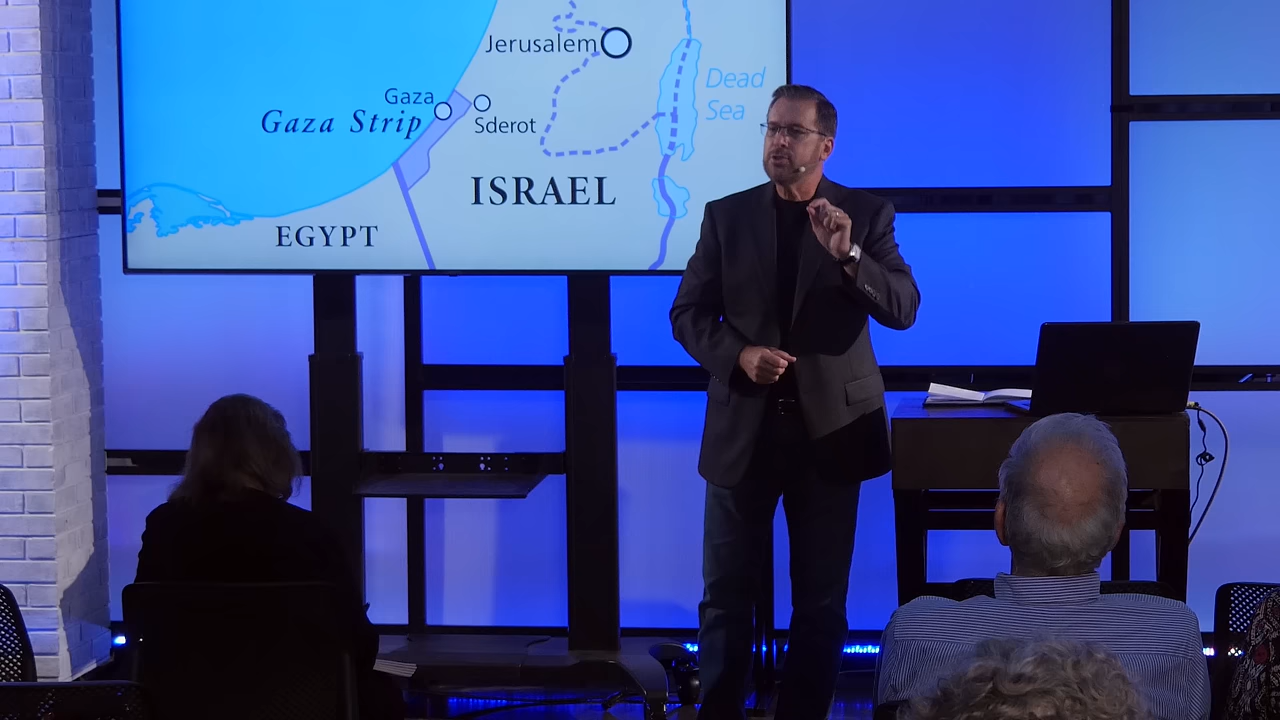 Jerusalem
Dead
Sea
Gaza
Gaza Strip
Sderot
ISRAEL
EGYPT